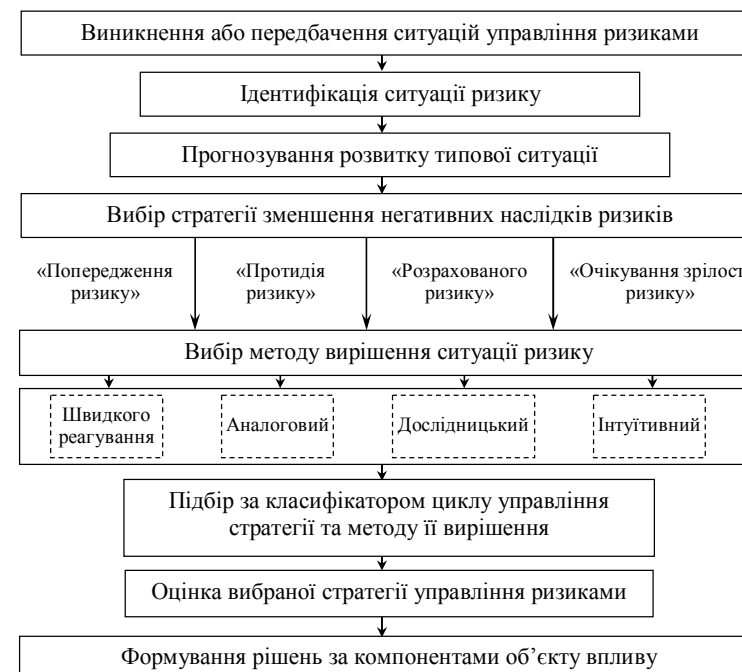 Виникнення або передбачення ситуацій управління ризиками
Ідентифікація ситуації ризику
Прогнозування розвитку типової ситуації
Вибір стратегії зменшення негативних наслідків ризиків
«Попередження
ризику»
«Протидія
ризику»
«Розрахованого
ризику»
«Очікування зрілост
ризику»
Вибір методу вирішення ситуації ризику
Швидкого
реагування
Аналоговий
Дослідницький
Інтуїтивний
Підбір за класифікатором циклу управління
стратегії та методу її вирішення
Оцінка вибраної стратегії управління ризиками
Формування рішень за компонентами об’єкту впливу